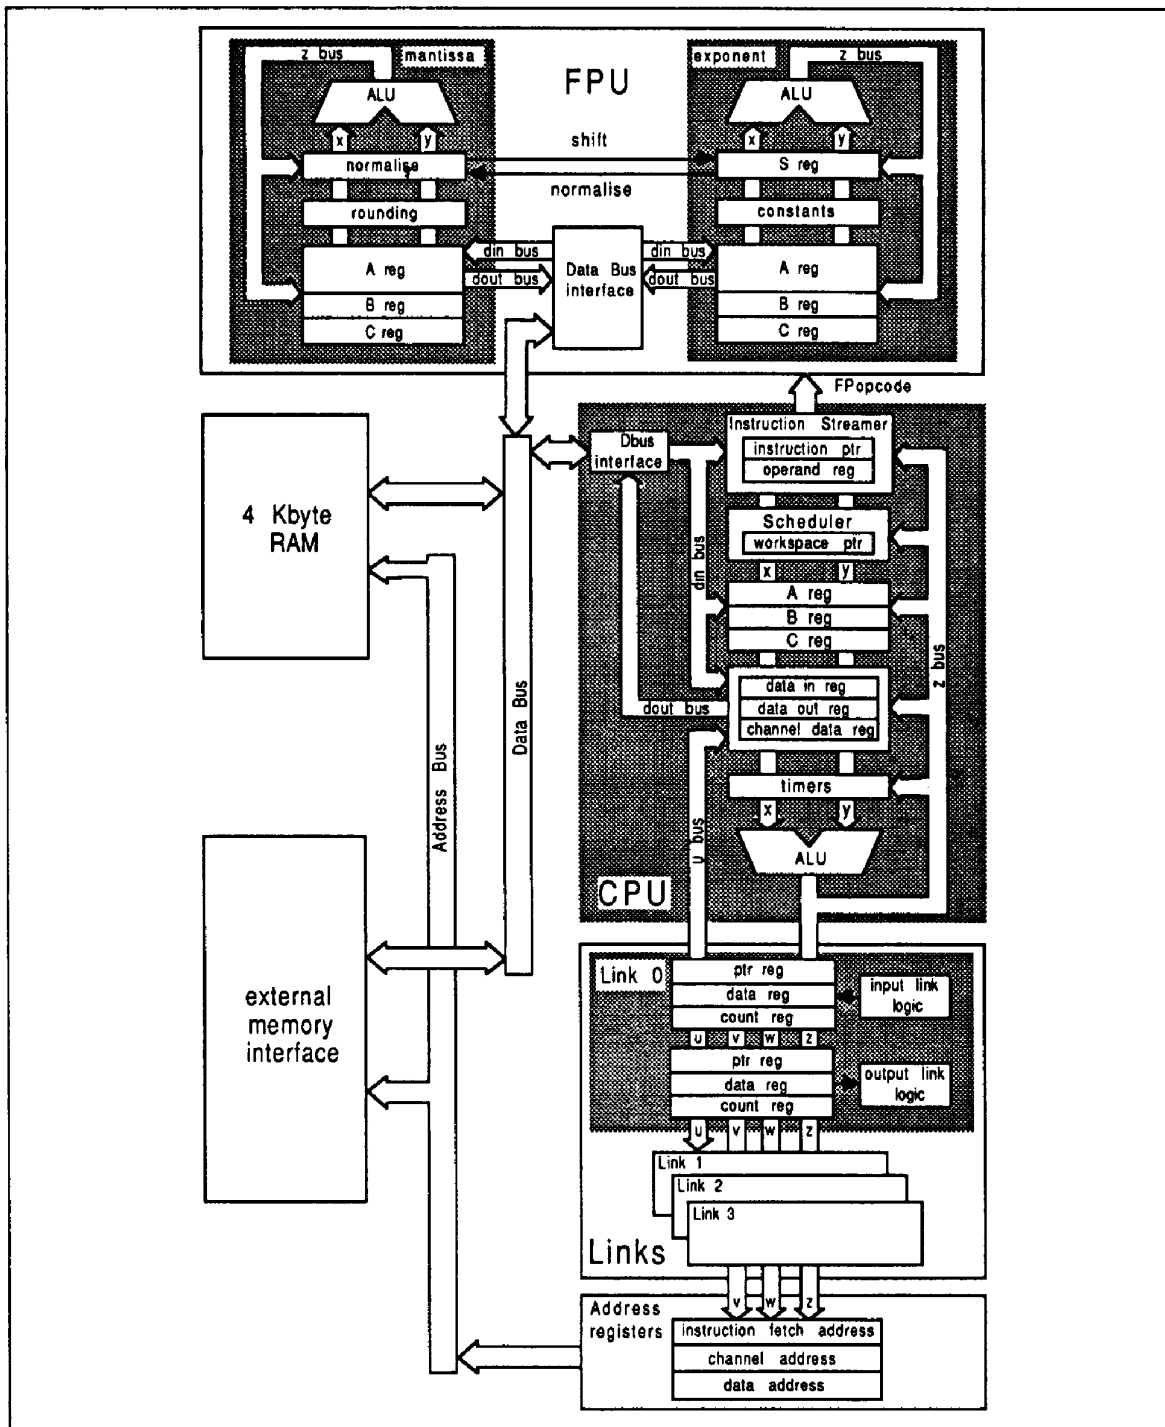 z bus
mantissa
ALU
x
y
normalise
rounding
A reg
B reg
C reg
FPU
shift
normalise
din bus
dout bus
Data Bus
interface
din bus
dout bus
exponent
z bus
ALU
x
y
S reg
constants
A reg
B reg
C reg
FPopcode
4 Kbyte
RAM
external
memory
interface
Address Bus
Data Bus
Dbus
interface
Instruction Streamer
instruction ptr
operand reg
Scheduler
workspace ptr
x
y
din bus
A reg
B reg
C reg
z bus
data in reg
data out reg
channel data reg
dout bus
timers
x
y
u bus
ALU
CPU
Link 0
ptr reg
data reg
count reg
input link
logic
u
v
w
z
ptr reg
data reg
count reg
output link
logic
u
v
w
z
Link 1
Link 2
Link 3
Links
v
w
z
Address
registers
instruction fetch address
channel address
data address